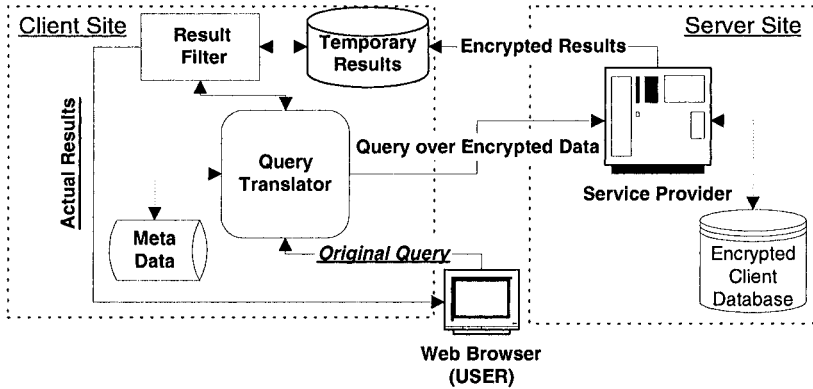 Client Site
Result
Filter
Temporary
Results
Encrypted Results
Server Site
Actual Results
Query
Translator
Query over Encrypted Data
Service Provider
Meta
Data
Original Query
Encrypted
Client
Database
Web Browser
(USER)